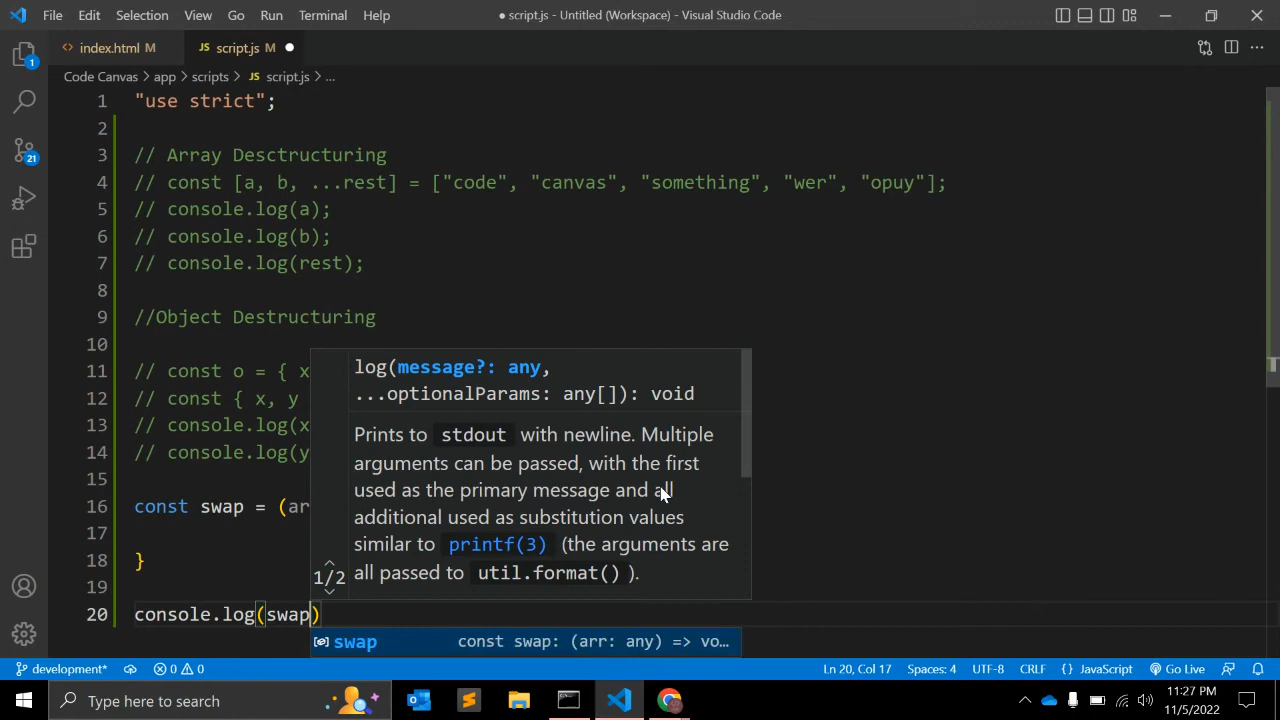 File Edit Selection View Go Run Terminal Help
● script.js - Untitled (Workspace) - Visual Studio Code
<> index.html M JS script.js M ●
Code Canvas > app > scripts > JS script.js > ...
1 "use strict";
2
3 // Array Desctructuring
4 // const [a, b, ...rest] = ["code", "canvas", "something", "wer", "opuy"];
5 // console.log(a);
6 // console.log(b);
7 // console.log(rest);
8
9 //Object Destructuring
10
11 // const o = { x
12 // const { x, y
13 // console.log(x
14 // console.log(y
15
16 const swap = (ar
17
18 }
19
20 console.log(swap)
log(message?: any,
...optionalParams: any[]): void
Prints to stdout with newline. Multiple
arguments can be passed, with the first
used as the primary message and all
additional used as substitution values
similar to printf(3) (the arguments are
all passed to util.format() ).
1/2
swap const swap: (arr: any) => vo...
1
21
development* 0 0 Ln 20, Col 17 Spaces: 4 UTF-8 CRLF {} JavaScript Go Live
Type here to search
11:27 PM
11/5/2022